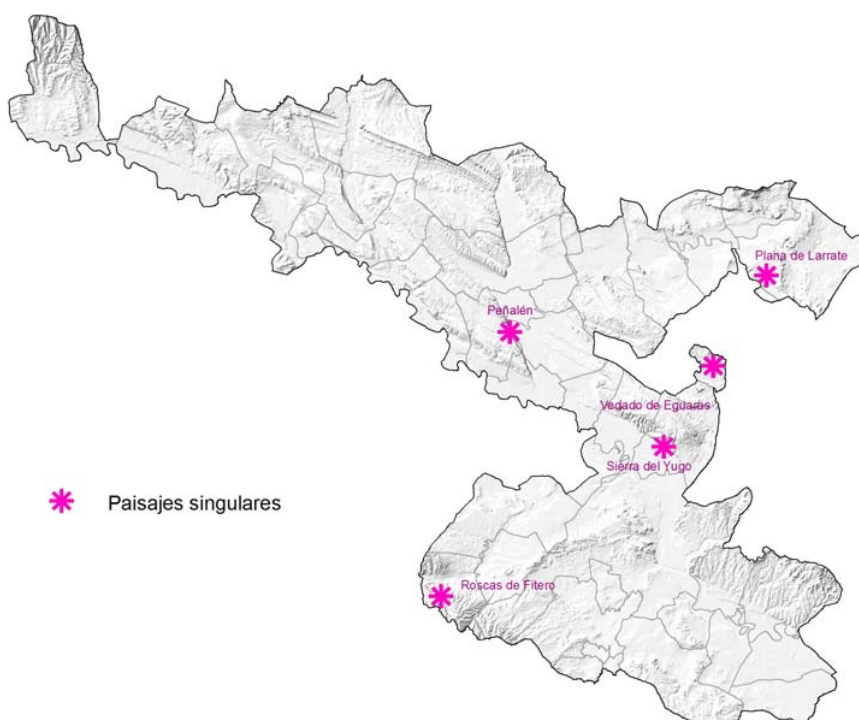 Plana de Larrate
Peñalén
Vedado de Eguaras
Sierra del Yugo
Paisajes singulares
Roscas de Fitero